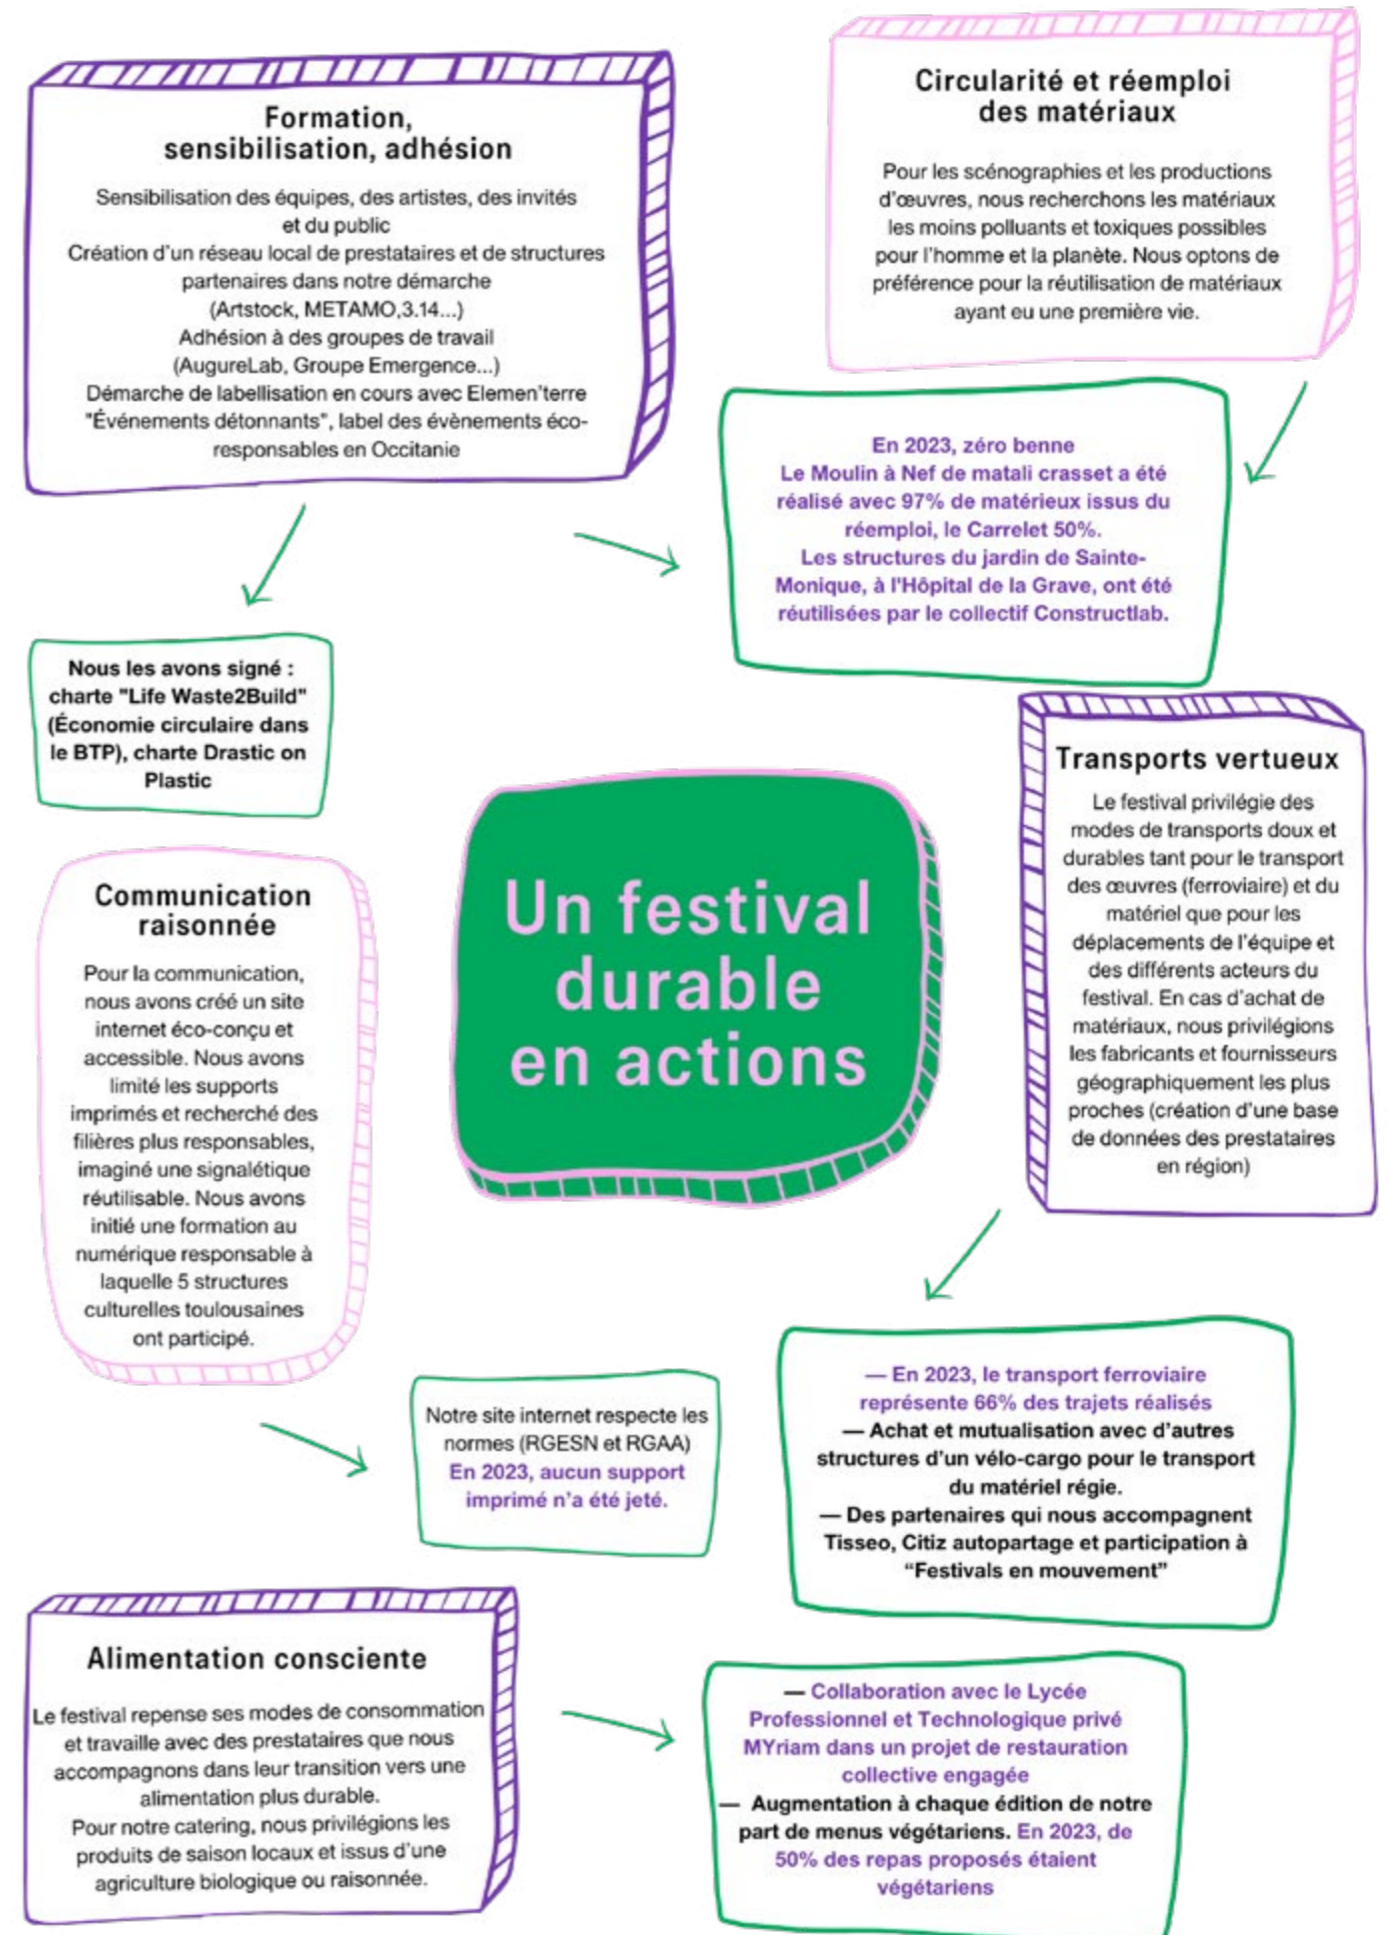 Formation,
sensibilisation, adhésion
Sensibilisation des équipes, des artistes, des invités
et du public
Création d'un réseau local de prestataires et de structures
partenaires dans notre démarche
(Artstock, METAMO,3.14...)
Adhésion à des groupes de travail
(AugureLab, Groupe Emergence...)
Démarche de labellisation en cours avec Elemen'terre
"Événements détonnants", label des évènements éco-
responsables en Occitanie
Circularité et réemploi
des matériaux
Pour les scénographies et les productions
d'œuvres, nous recherchons les matériaux
les moins polluants et toxiques possibles
pour l'homme et la planète. Nous optons de
préférence pour la réutilisation de matériaux
ayant eu une première vie.
En 2023, zéro benne
Le Moulin à Nef de matali crasset a été
réalisé avec 97% de matérieux issus du
réemploi, le Carrelet 50%.
Les structures du jardin de Sainte-
Monique, à l'Hôpital de la Grave, ont été
réutilisées par le collectif Constructlab.
Nous les avons signé :
charte "Life Waste2Build"
(Économie circulaire dans
le BTP), charte Drastic on
Plastic
Un festival
durable
en actions
Transports vertueux
Le festival privilégie des
modes de transports doux et
durables tant pour le transport
des œuvres (ferroviaire) et du
matériel que pour les
déplacements de l'équipe et
des différents acteurs du
festival. En cas d'achat de
matériaux, nous privilégions
les fabricants et fournisseurs
géographiquement les plus
proches (création d'une base
de données des prestataires
en région)
Communication
raisonnée
Pour la communication,
nous avons créé un site
internet éco-conçu et
accessible. Nous avons
limité les supports
imprimés et recherché des
filières plus responsables,
imaginé une signalétique
réutilisable. Nous avons
initié une formation au
numérique responsable à
laquelle 5 structures
culturelles toulousaines
ont participé.
Notre site internet respecte les
normes (RGESN et RGAA)
En 2023, aucun support
imprimé n'a été jeté.
— En 2023, le transport ferroviaire
représente 66% des trajets réalisés
— Achat et mutualisation avec d'autres
structures d'un vélo-cargo pour le transport
du matériel régie.
— Des partenaires qui nous accompagnent
Tisseo, Citiz autopartage et participation à
“Festivals en mouvement”
Alimentation consciente
Le festival repense ses modes de consommation
et travaille avec des prestataires que nous
accompagnons dans leur transition vers une
alimentation plus durable.
Pour notre catering, nous privilégions les
produits de saison locaux et issus d'une
agriculture biologique ou raisonnée.
— Collaboration avec le Lycée
Professionnel et Technologique privé
MYriam dans un projet de restauration
collective engagée
— Augmentation à chaque édition de notre
part de menus végétariens. En 2023, de
50% des repas proposés étaient
végétariens